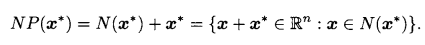 NP(x*) = N(x*) + x* = {x + x* ∈ ℝⁿ : x ∈ N(x*)}.